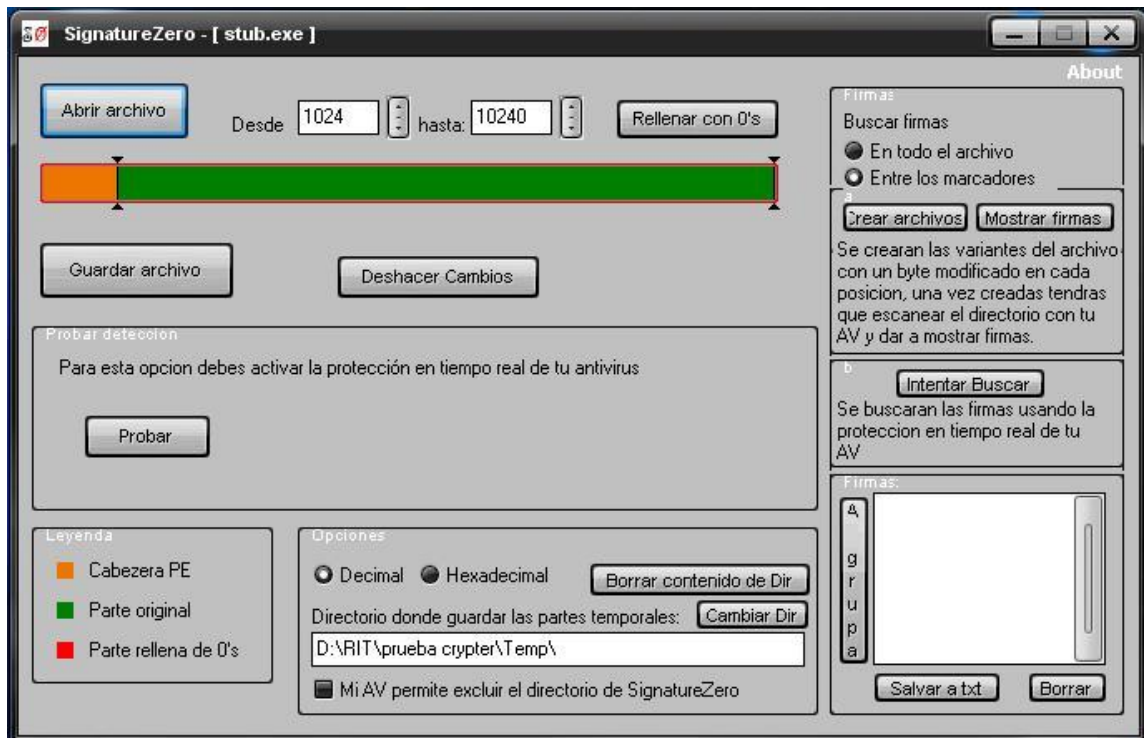 SignatureZero - [ stub.exe ]
About
Abrir archivo
Desde
1024
hasta:
10240
Rellenar con 0's
Guardar archivo
Deshacer Cambios
Probar deteccion
Para esta opcion debes activar la protección en tiempo real de tu antivirus
Probar
Leyenda
Cabezera PE
Parte original
Parte rellena de 0's
Opciones
Decimal
Hexadecimal
Borrar contenido de Dir
Directorio donde guardar las partes temporales:
Cambiar Dir
D:\RIT\prueba crypter\Temp\
Mi AV permite excluir el directorio de SignatureZero
Firmas
Buscar firmas
En todo el archivo
Entre los marcadores
a
Crear archivos
Mostrar firmas
Se crearan las variantes del archivo
con un byte modificado en cada
posicion, una vez creadas tendras
que escanear el directorio con tu
AV y dar a mostrar firmas.
b
Intentar Buscar
Se buscaran las firmas usando la
proteccion en tiempo real de tu
AV
Firmas:
A
g
r
u
p
a
Salvar a txt
Borrar